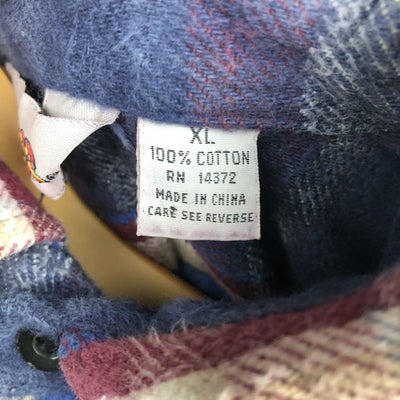 XL
100% COTTON
RN 14372
MADE IN CHINA
CARE SEE REVERSE